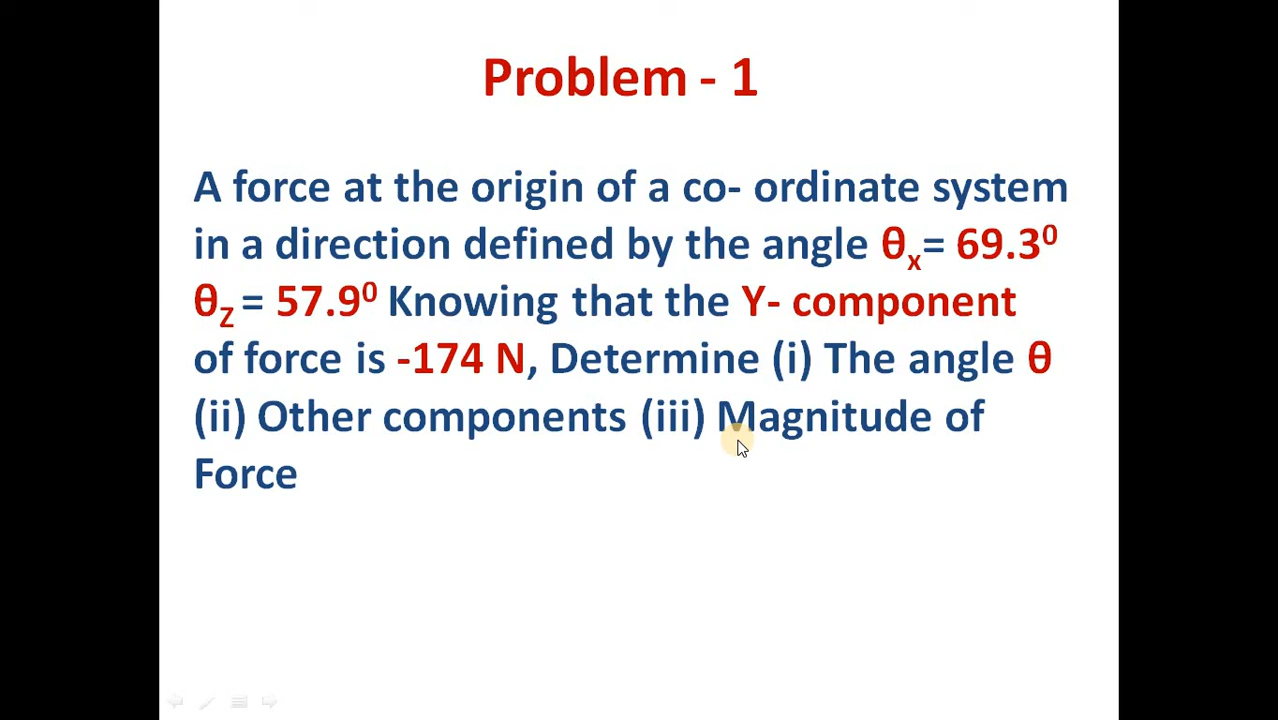 Problem - 1
A force at the origin of a co- ordinate system
in a direction defined by the angle θx= 69.3⁰
θZ = 57.9⁰ Knowing that the Y- component
of force is -174 N, Determine (i) The angle θ
(ii) Other components (iii) Magnitude of
Force